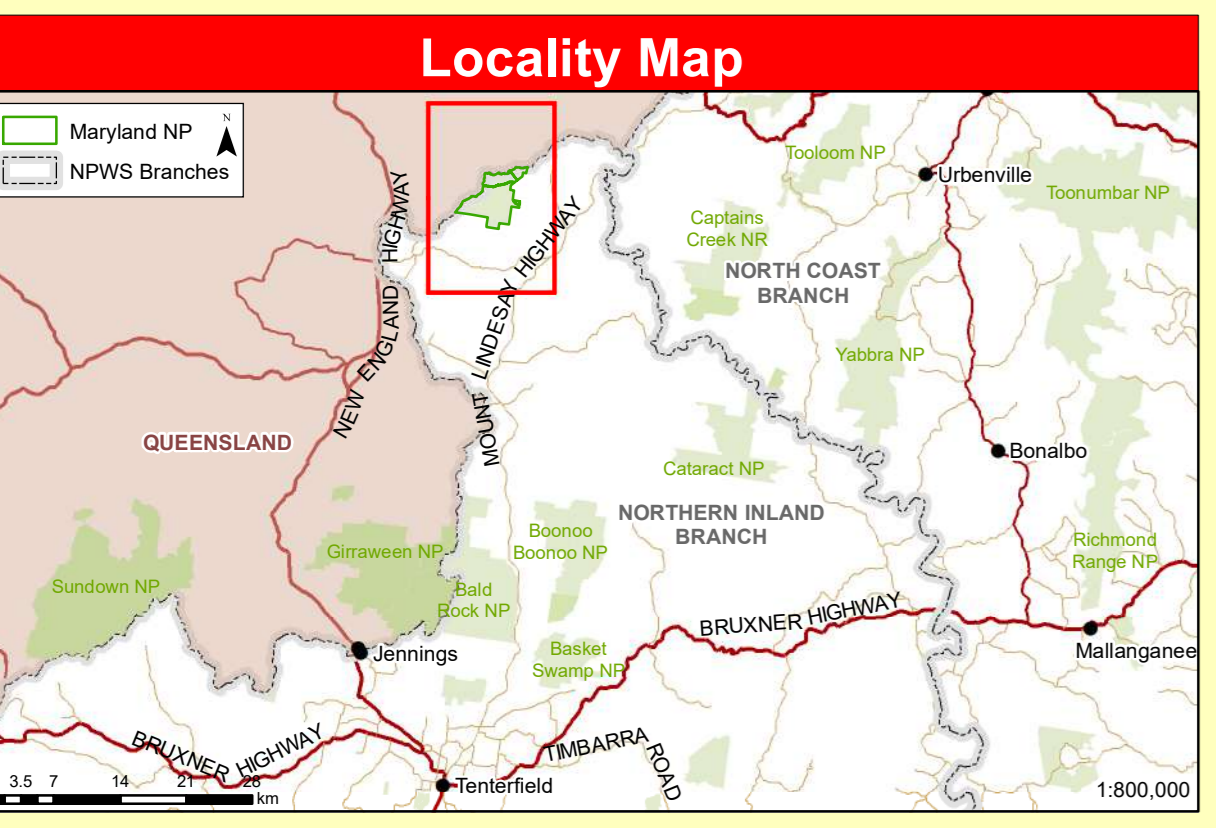 Locality Map
Maryland NP
N
NPWS Branches
Tooloom NP
Urbenville
Toonumbar NP
Captains
Creek NR
NORTH COAST
BRANCH
NEW ENGLAND HIGHWAY
MOUNT LINDESAY HIGHWAY
Yabbra NP
QUEENSLAND
Bonalbo
Cataract NP
NORTHERN INLAND
BRANCH
Boonoo
Boonoo NP
Girraween NP
Richmond
Range NP
Sundown NP
Bald
Rock NP
BRUXNER HIGHWAY
Jennings
Basket
Swamp NP
Mallanganee
BRUXNER HIGHWAY
TIMBARRA ROAD
Tenterfield
3.5 7 14 21 28
km
1:800,000